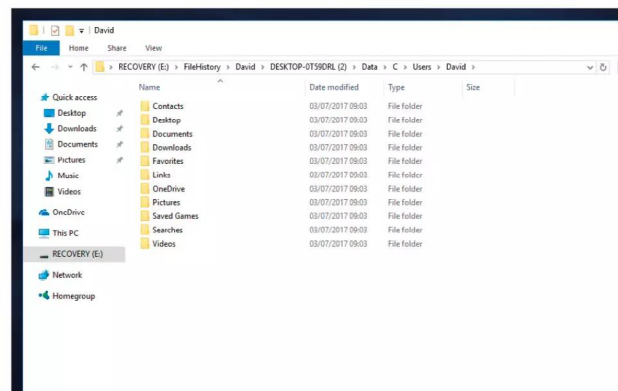 David
File Home Share View
> RECOVERY (E:) > FileHistory > David > DESKTOP-0TS9DRL (2) > Data > C > Users > David >
Name Date modified Type Size
Quick access
Desktop
Downloads
Documents
Pictures
Music
Videos
OneDrive
This PC
RECOVERY (E:)
Network
Homegroup
Contacts 03/07/2017 09:03 File folder
Desktop 03/07/2017 09:03 File folder
Documents 03/07/2017 09:03 File folder
Downloads 03/07/2017 09:03 File folder
Favorites 03/07/2017 09:03 File folder
Links 03/07/2017 09:03 File folder
OneDrive 03/07/2017 09:03 File folder
Pictures 03/07/2017 09:03 File folder
Saved Games 03/07/2017 09:03 File folder
Searches 03/07/2017 09:03 File folder
Videos 03/07/2017 09:03 File folder